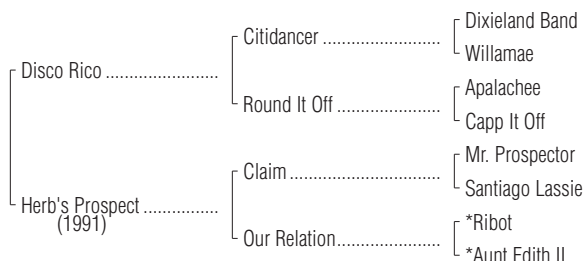 Dixieland Band
Citidancer ..............................
Willamae
Disco Rico .............................
Apalachee
Round It Off ..........................
Capp It Off
Mr. Prospector
Claim ......................................
Santiago Lassie
Herb's Prospect ...................
(1991)
*Ribot
Our Relation..........................
*Aunt Edith II